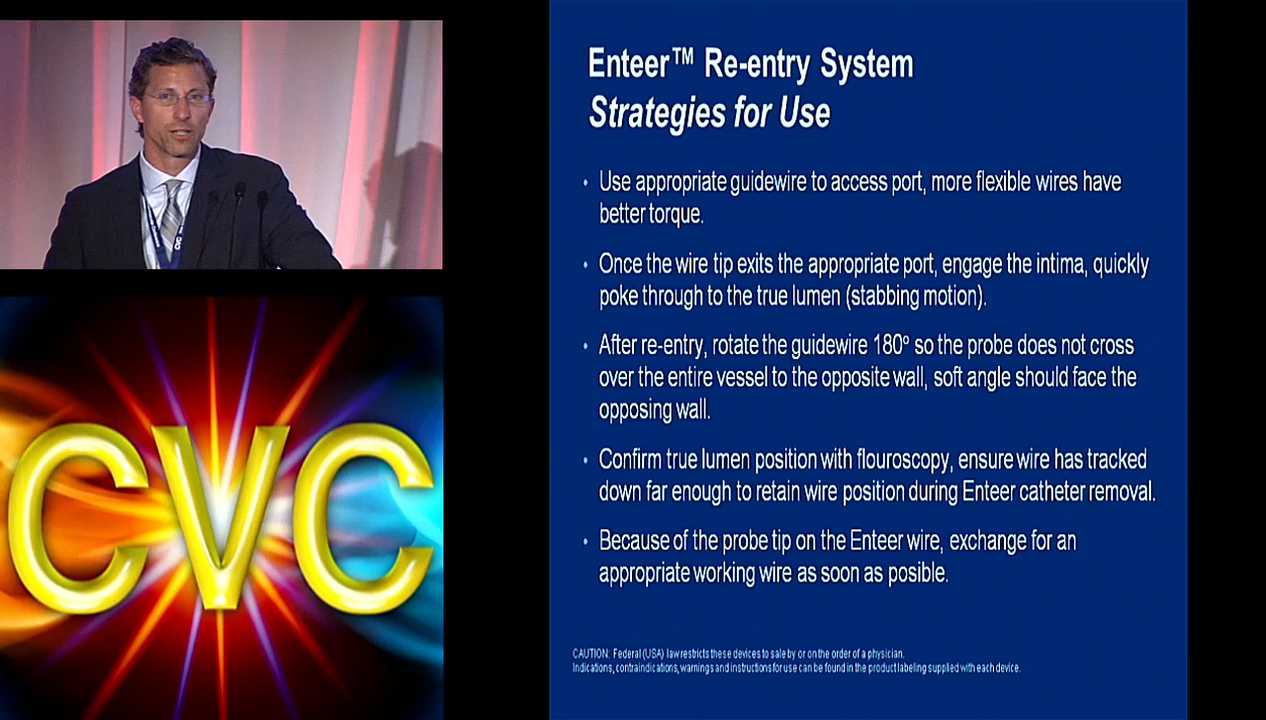 Enteer™ Re-entry System
Strategies for Use
• Use appropriate guidewire to access port, more flexible wires have
better torque.
• Once the wire tip exits the appropriate port, engage the intima, quickly
poke through to the true lumen (stabbing motion).
• After re-entry, rotate the guidewire 180º so the probe does not cross
over the entire vessel to the opposite wall, soft angle should face the
opposing wall.
• Confirm true lumen position with flouroscopy, ensure wire has tracked
down far enough to retain wire position during Enteer catheter removal.
• Because of the probe tip on the Enteer wire, exchange for an
appropriate working wire as soon as posible.
CAUTION: Federal (USA) law restricts these devices to sale by or on the order of a physician.
Indications, contraindications, warnings and instructions for use can be found in the product labeling supplied with each device.
CVC